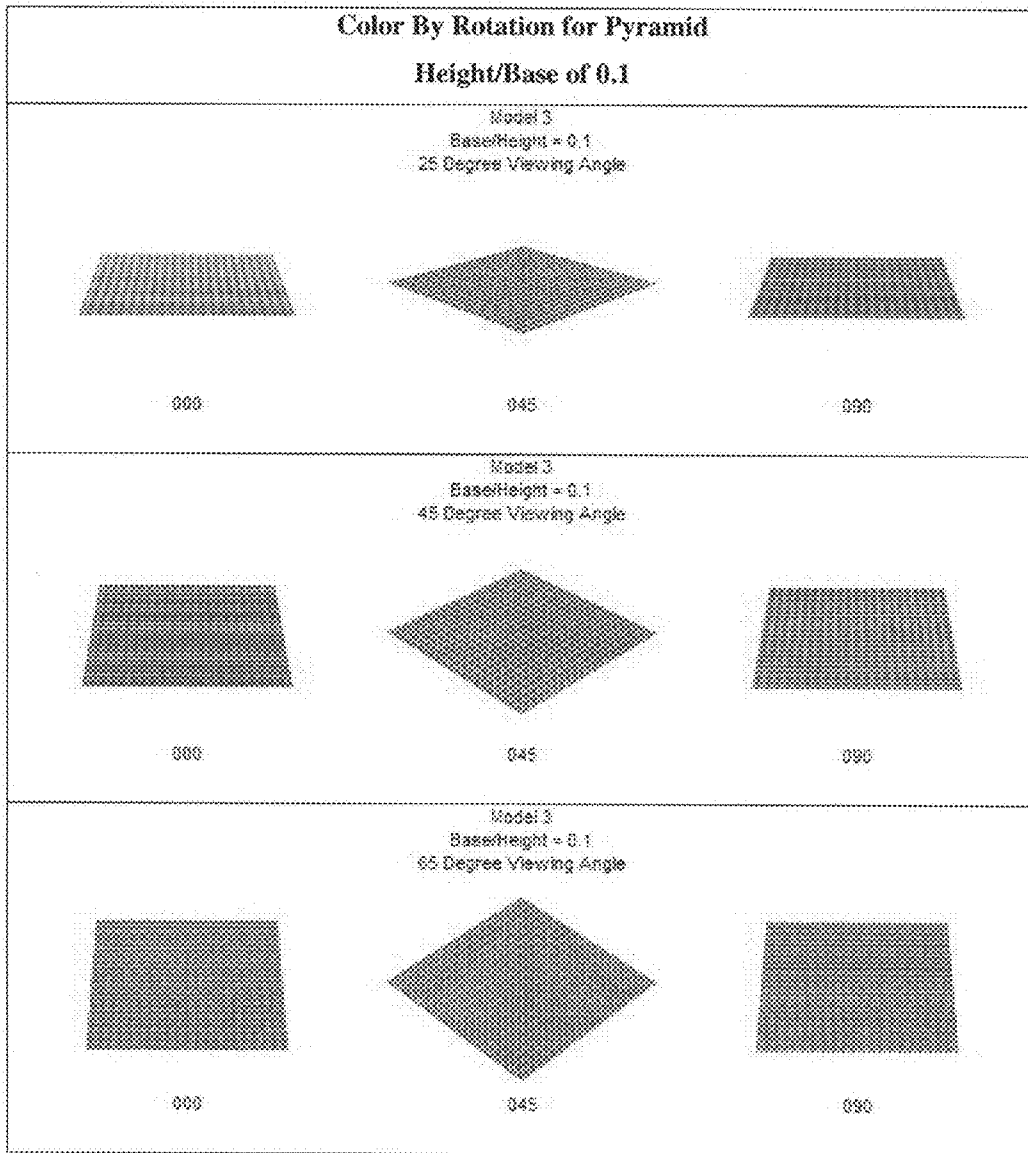 Color By Rotation for Pyramid
Height/Base of 0.1
Model 3
Base/Height = 0.1
25 Degree Viewing Angle
000 045 090
Model 3
Base/Height = 0.1
45 Degree Viewing Angle
000 045 090
Model 3
Base/Height = 0.1
65 Degree Viewing Angle
000 045 090